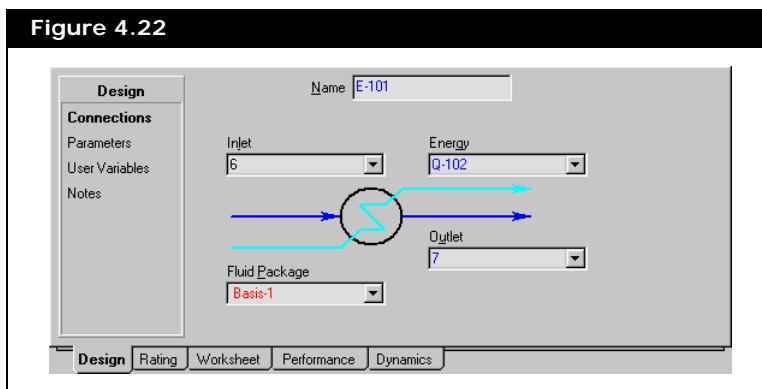 Figure 4.22
Design
Name E-101
Connections
Parameters
User Variables
Notes
Inlet
6
Energy
Q-102
Outlet
7
Fluid Package
Basis-1
Design Rating Worksheet Performance Dynamics